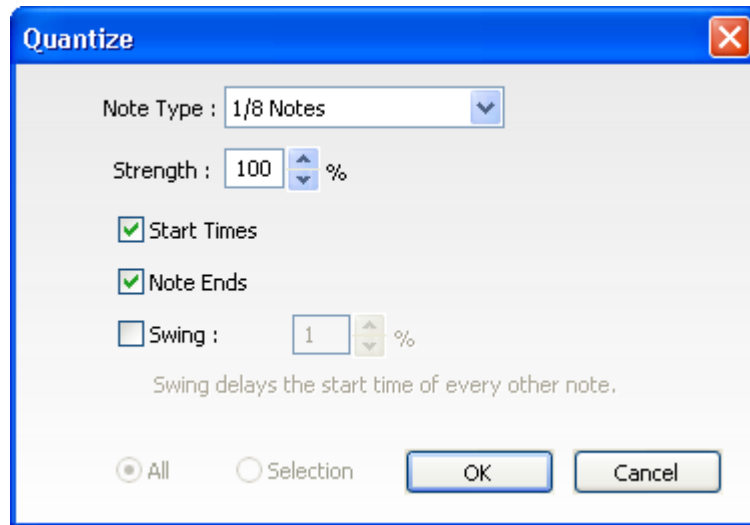 Quantize
Note Type : 1/8 Notes
Strength : 100 %
Start Times
Note Ends
Swing : 1 %
Swing delays the start time of every other note.
All Selection OK Cancel